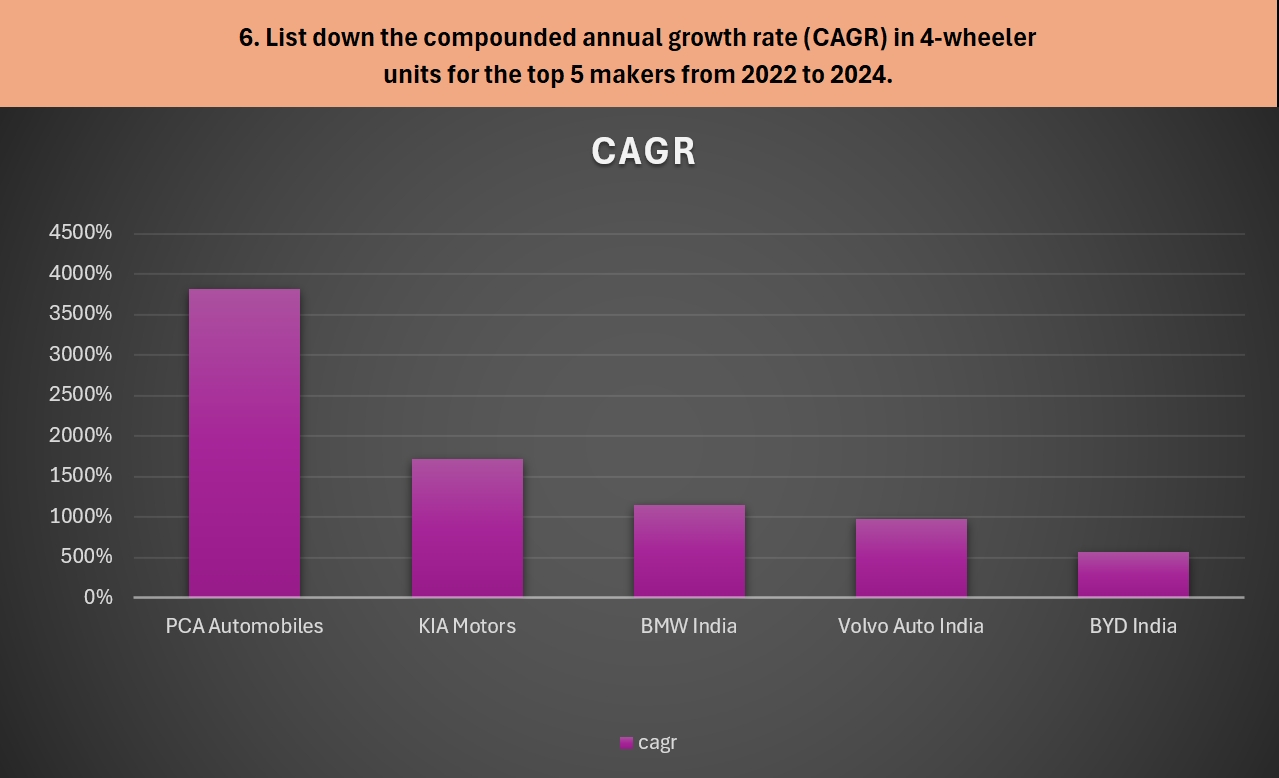 6. List down the compounded annual growth rate (CAGR) in 4-wheeler
units for the top 5 makers from 2022 to 2024.
CAGR
4500%
4000%
3500%
3000%
2500%
2000%
1500%
1000%
500%
0%
PCA Automobiles
KIA Motors
BMW India
Volvo Auto India
BYD India
cagr